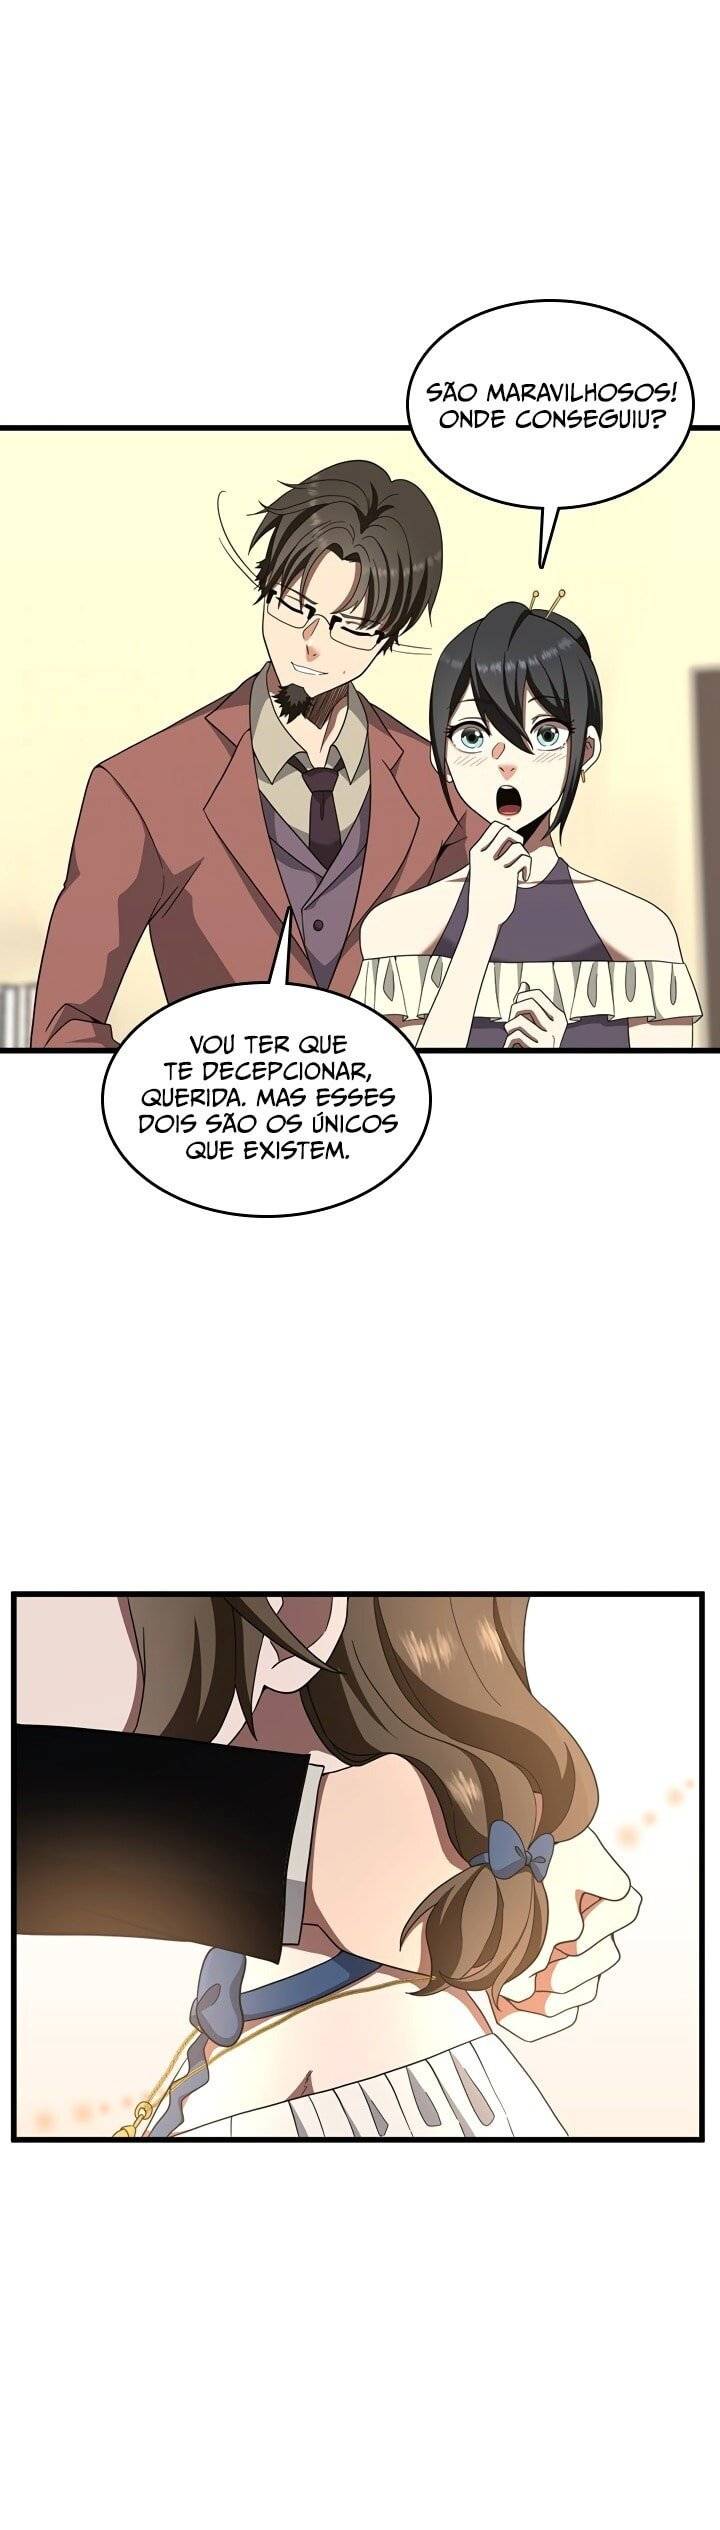 SÃO MARAVILHOSOS!
ONDE CONSEGUIU?
VOU TER QUE
TE DECEPCIONAR,
QUERIDA. MAS ESSES
DOIS SÃO OS ÚNICOS
QUE EXISTEM.